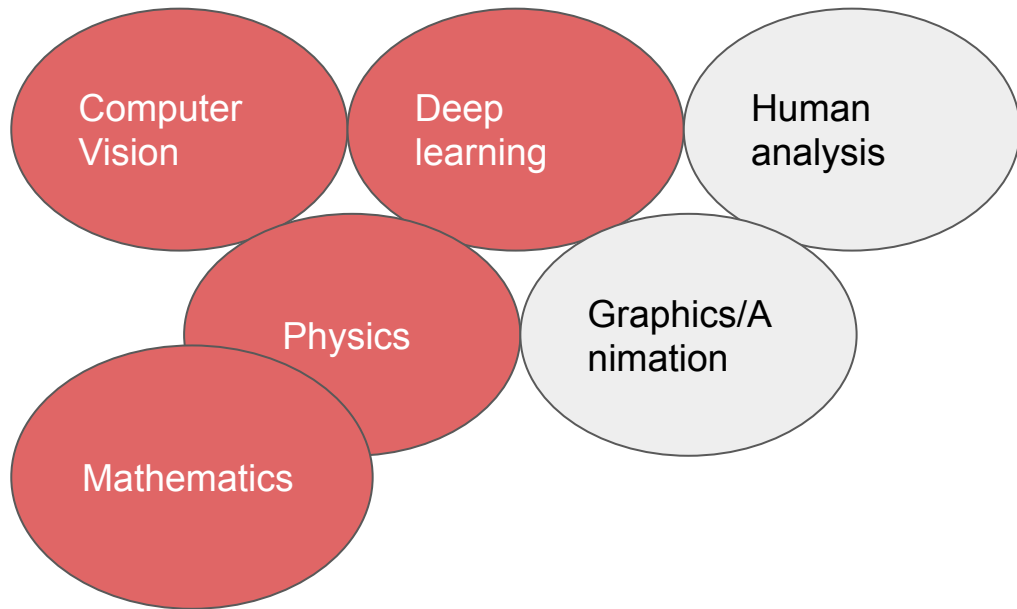 Computer
Vision
Deep
learning
Human
analysis
Physics
Graphics/A
nimation
Mathematics